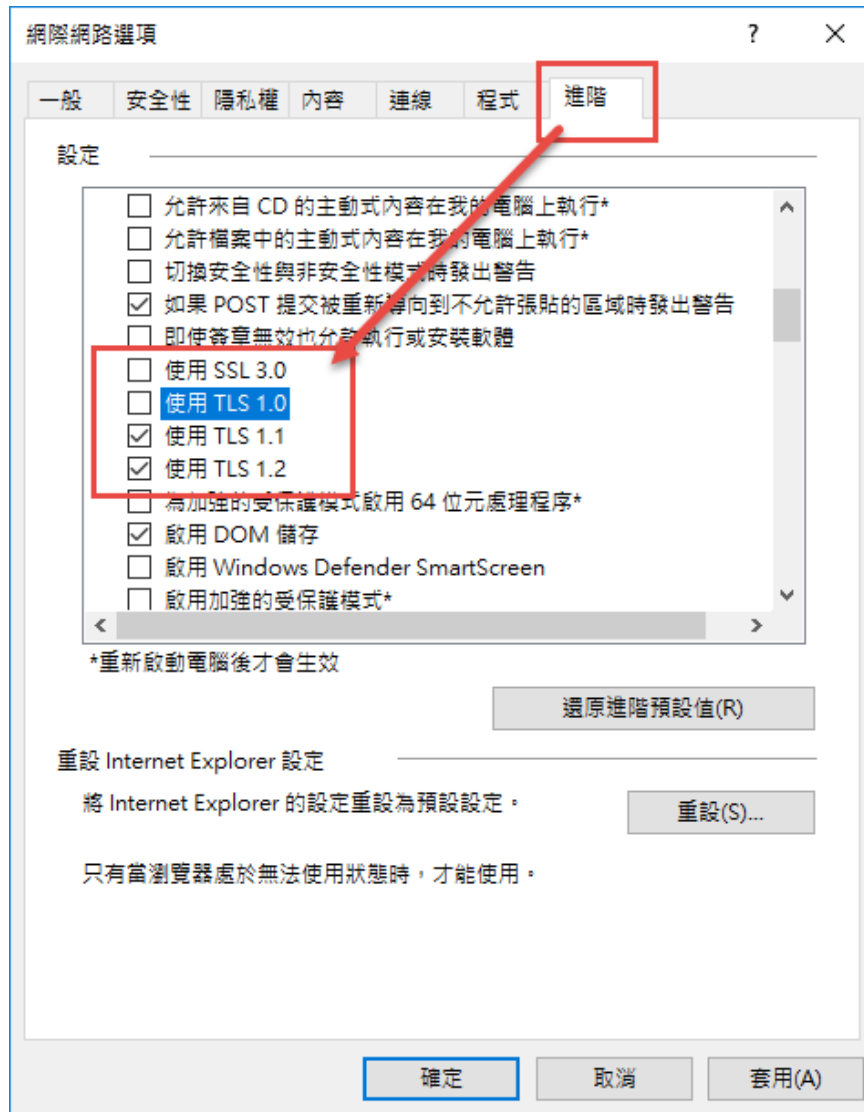 網際網路選項
一般 安全性 隱私權 內容 連線 程式 進階
設定
允許來自 CD 的主動式內容在我的電腦上執行*
允許檔案中的主動式內容在我的電腦上執行*
切換安全性與非安全性模式時發出警告
如果 POST 提交被重新導向到不允許張貼的區域時發出警告
即使簽章無效也允許執行或安裝軟體
使用 SSL 3.0
使用 TLS 1.0
使用 TLS 1.1
使用 TLS 1.2
為加強的受保護模式啟用 64 位元處理程序*
啟用 DOM 儲存
啟用 Windows Defender SmartScreen
啟用加強的受保護模式*
*重新啟動電腦後才會生效
還原進階預設值(R)
重設 Internet Explorer 設定
將 Internet Explorer 的設定重設為預設設定。
重設(S)...
只有當瀏覽器處於無法使用狀態時，才能使用。
確定 取消 套用(A)